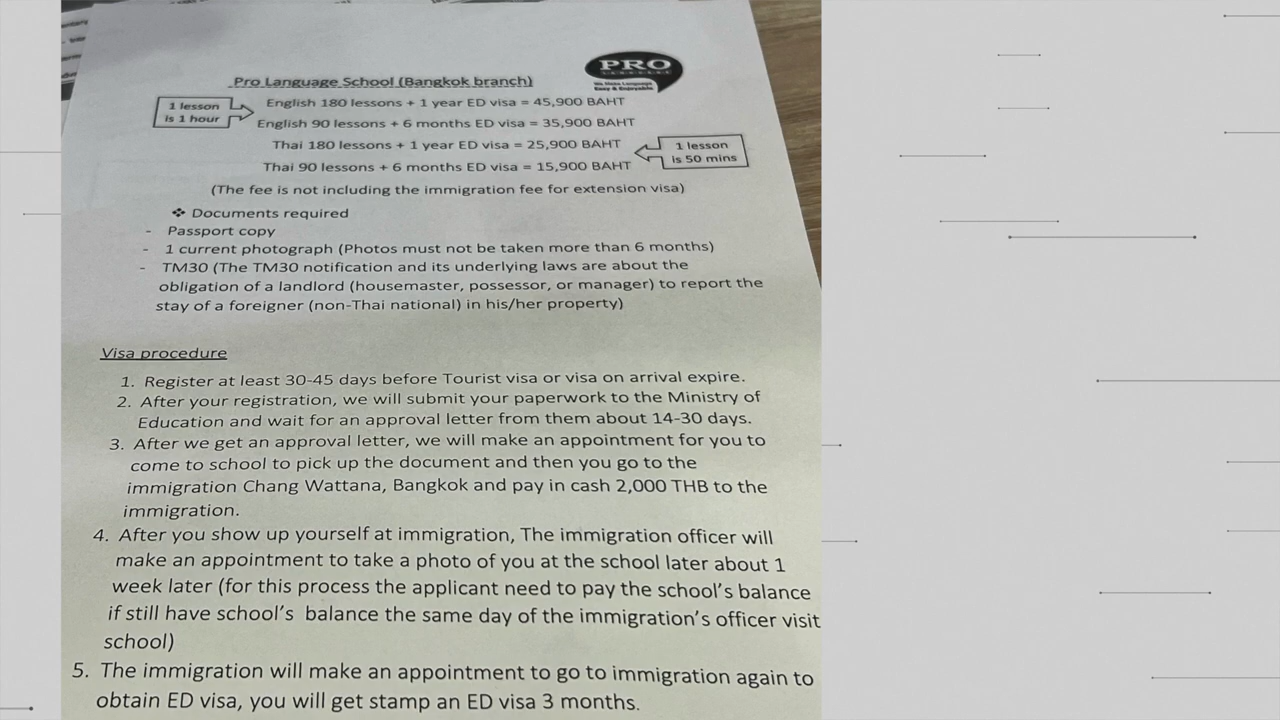 Pro Language School (Bangkok branch)
PRO
LANGUAGE
We Make Language
Easy & Enjoyable
1 lesson
is 1 hour
English 180 lessons + 1 year ED visa = 45,900 BAHT
English 90 lessons + 6 months ED visa = 35,900 BAHT
Thai 180 lessons + 1 year ED visa = 25,900 BAHT
1 lesson
is 50 mins
Thai 90 lessons + 6 months ED visa = 15,900 BAHT
(The fee is not including the immigration fee for extension visa)
❖ Documents required
- Passport copy
- 1 current photograph (Photos must not be taken more than 6 months)
- TM30 (The TM30 notification and its underlying laws are about the
obligation of a landlord (housemaster, possessor, or manager) to report the
stay of a foreigner (non-Thai national) in his/her property)
Visa procedure
1. Register at least 30-45 days before Tourist visa or visa on arrival expire.
2. After your registration, we will submit your paperwork to the Ministry of
Education and wait for an approval letter from them about 14-30 days.
3. After we get an approval letter, we will make an appointment for you to
come to school to pick up the document and then you go to the
immigration Chang Wattana, Bangkok and pay in cash 2,000 THB to the
immigration.
4. After you show up yourself at immigration, The immigration officer will
make an appointment to take a photo of you at the school later about 1
week later (for this process the applicant need to pay the school's balance
if still have school's balance the same day of the immigration's officer visit
school)
5. The immigration will make an appointment to go to immigration again to
obtain ED visa, you will get stamp an ED visa 3 months.